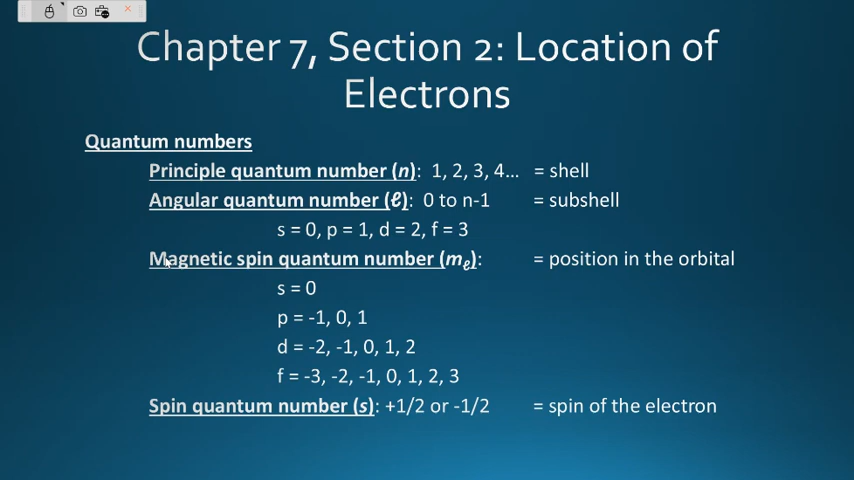 Chapter 7, Section 2: Location of
Electrons
Quantum numbers
Principle quantum number (n): 1, 2, 3, 4... = shell
Angular quantum number (ℓ): 0 to n-1 = subshell
s = 0, p = 1, d = 2, f = 3
Magnetic spin quantum number (mℓ): = position in the orbital
s = 0
p = -1, 0, 1
d = -2, -1, 0, 1, 2
f = -3, -2, -1, 0, 1, 2, 3
Spin quantum number (s): +1/2 or -1/2 = spin of the electron